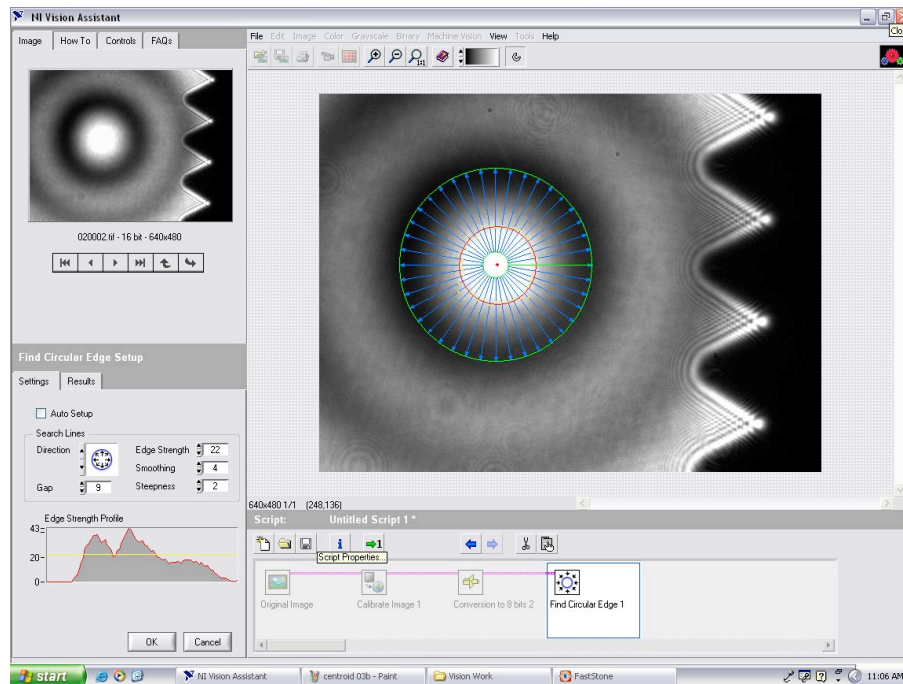 NI Vision Assistant
Clo
Image How To Controls FAQs
File Edit Image Color Grayscale Binary Machine Vision View Tools Help
1:1
020002.tif - 16 bit - 640x480
Find Circular Edge Setup
Settings Results
Auto Setup
Search Lines
Direction
Edge Strength 22
Smoothing 4
Gap 9
Steepness 2
Edge Strength Profile
43
20
0
OK Cancel
640x480 1/1 (248,136)
Script: Untitled Script 1 *
1
Script Properties...
Original Image
Calibrate Image 1
Conversion to 8 bits 2
Find Circular Edge 1
start
NI Vision Assistant
centroid 03b - Paint
Vision Work
FastStone
11:06 AM